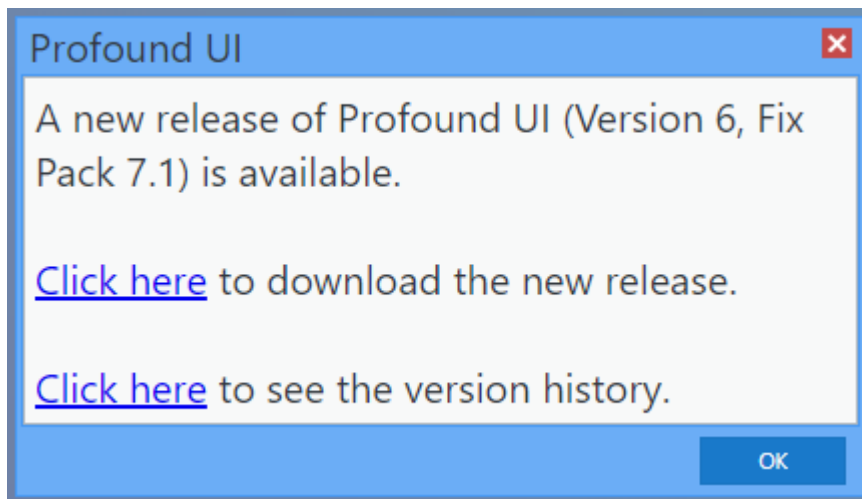 Profound UI
A new release of Profound UI (Version 6, Fix
Pack 7.1) is available.
Click here to download the new release.
Click here to see the version history.
OK